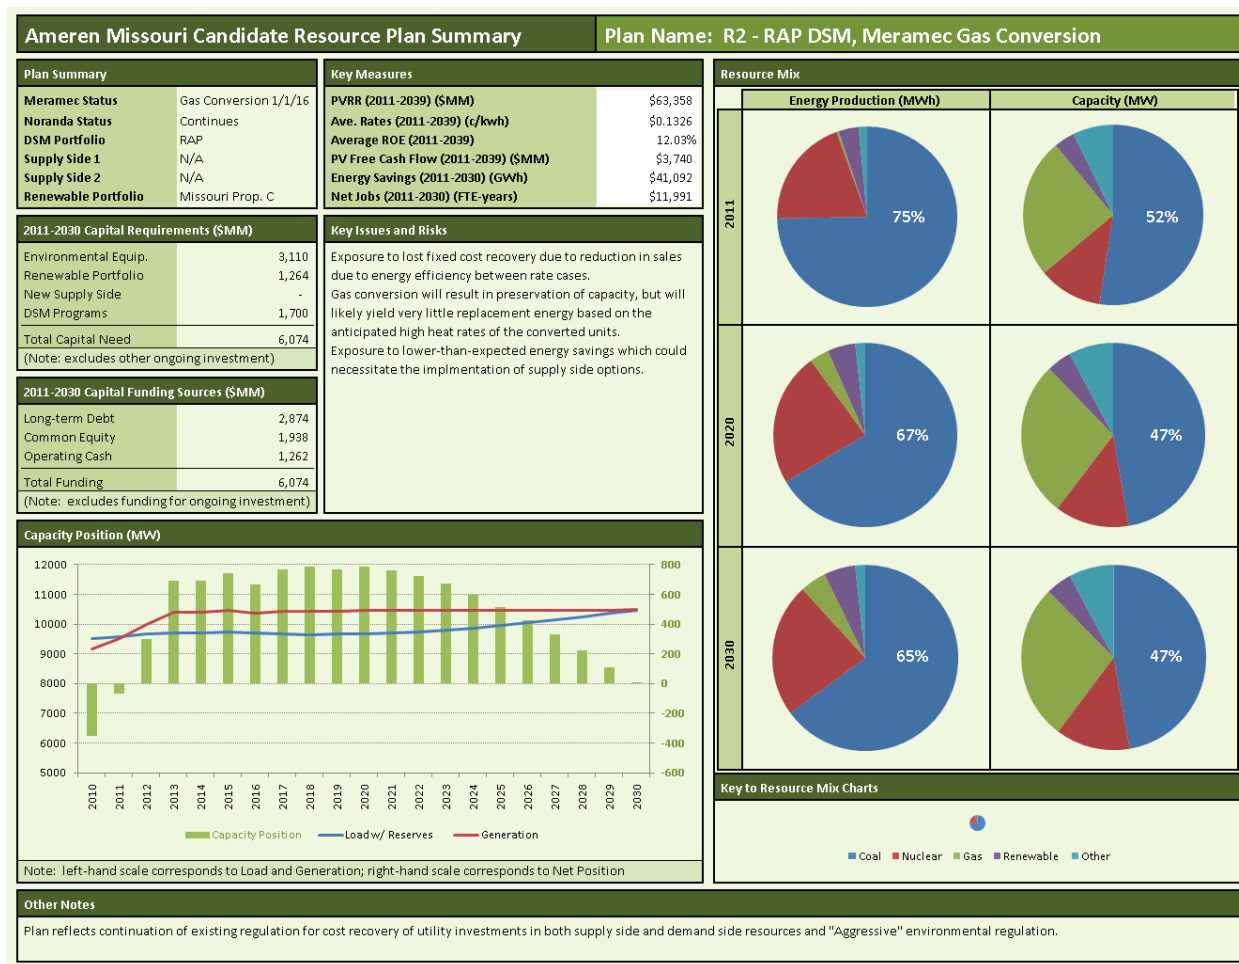 Ameren Missouri Candidate Resource Plan Summary
Plan Name: R2 - RAP DSM, Meramec Gas Conversion
Plan Summary
Meramec Status Gas Conversion 1/1/16
Noranda Status Continues
DSM Portfolio RAP
Supply Side 1 N/A
Supply Side 2 N/A
Renewable Portfolio Missouri Prop. C
Key Measures
PVRR (2011-2039) ($MM) $63,358
Ave. Rates (2011-2039) (c/kwh) $0.1326
Average ROE (2011-2039) 12.03%
PV Free Cash Flow (2011-2039) ($MM) $3,740
Energy Savings (2011-2030) (GWh) $41,092
Net Jobs (2011-2030) (FTE-years) $11,991
2011-2030 Capital Requirements ($MM)
Environmental Equip. 3,110
Renewable Portfolio 1,264
New Supply Side -
DSM Programs 1,700
Total Capital Need 6,074
(Note: excludes other ongoing investment)
2011-2030 Capital Funding Sources ($MM)
Long-term Debt 2,874
Common Equity 1,938
Operating Cash 1,262
Total Funding 6,074
(Note: excludes funding for ongoing investment)
Key Issues and Risks
Exposure to lost fixed cost recovery due to reduction in sales
due to energy efficiency between rate cases.
Gas conversion will result in preservation of capacity, but will
likely yield very little replacement energy based on the
anticipated high heat rates of the converted units.
Exposure to lower-than-expected energy savings which could
necessitate the implmentation of supply side options.
Capacity Position (MW)
12000 800
11000 600
10000 400
9000 200
8000 0
7000 -200
6000 -400
5000 -600
2010 2011 2012 2013 2014 2015 2016 2017 2018 2019 2020 2021 2022 2023 2024 2025 2026 2027 2028 2029 2030
Capacity Position Load w/ Reserves Generation
Note: left-hand scale corresponds to Load and Generation; right-hand scale corresponds to Net Position
Resource Mix
Energy Production (MWh) Capacity (MW)
2011 75% 52%
2020 67% 47%
2030 65% 47%
Key to Resource Mix Charts
Coal Nuclear Gas Renewable Other
Other Notes
Plan reflects continuation of existing regulation for cost recovery of utility investments in both supply side and demand side resources and "Aggressive" environmental regulation.